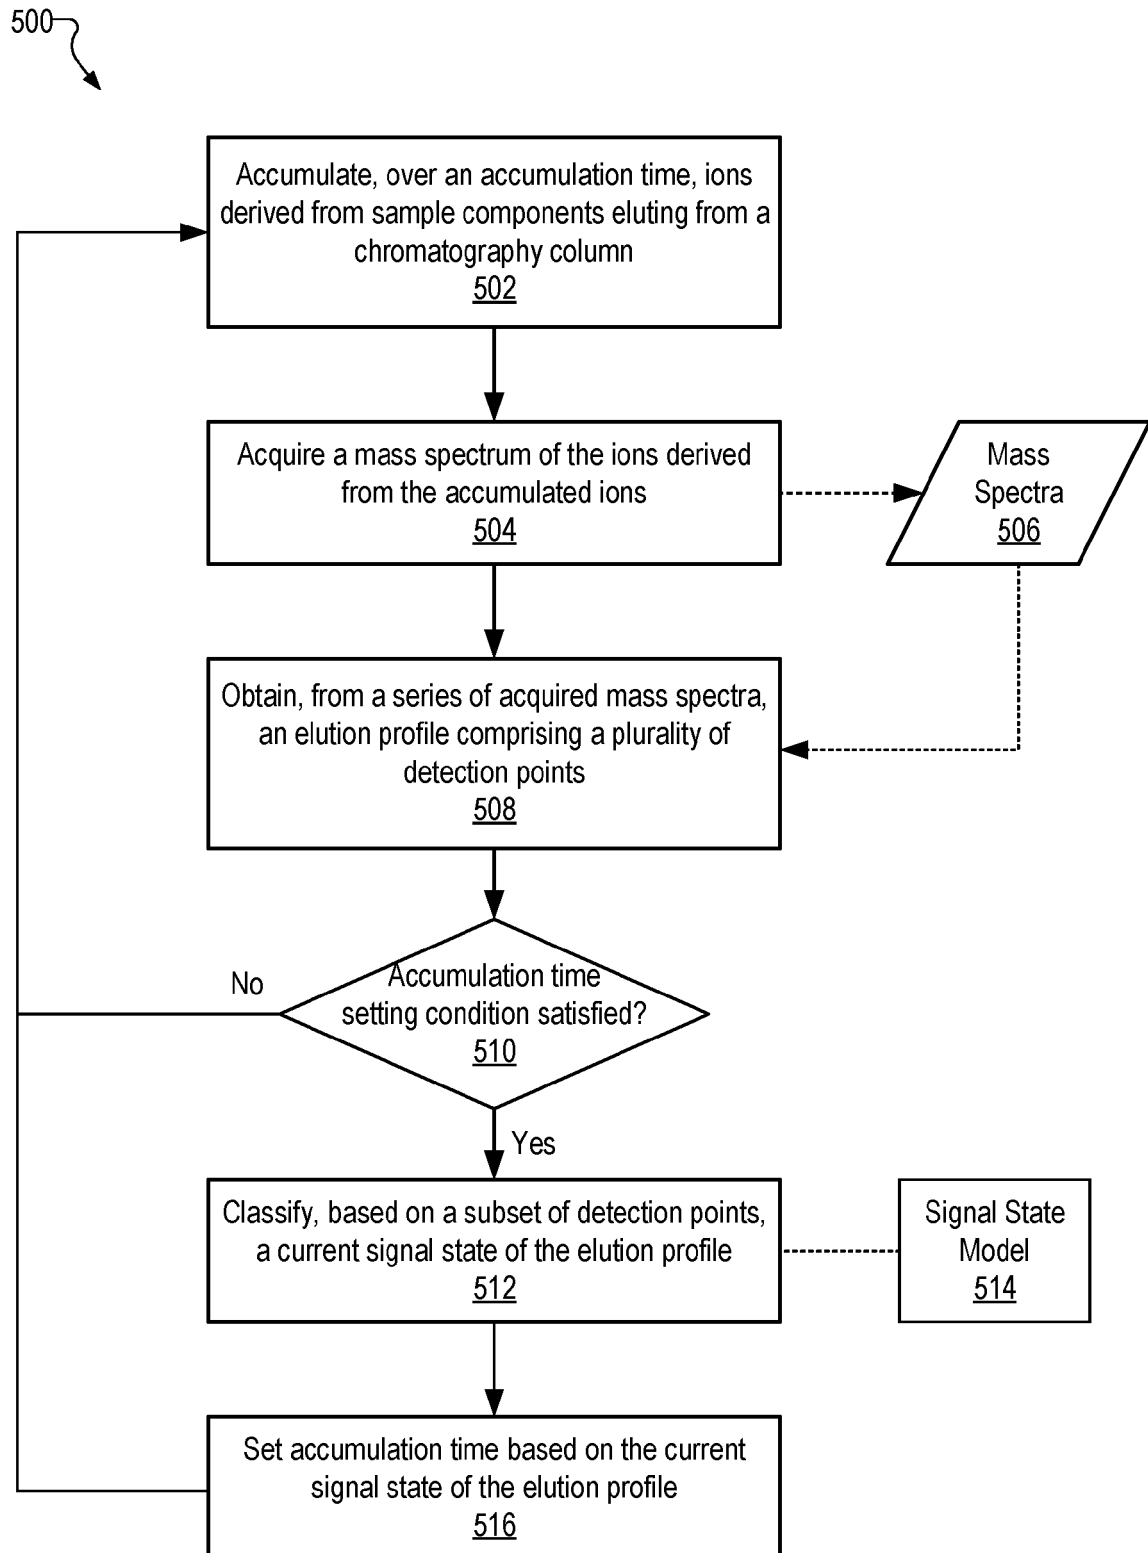 500
Accumulate, over an accumulation time, ions
derived from sample components eluting from a
chromatography column
502
Acquire a mass spectrum of the ions derived
from the accumulated ions
504
Mass
Spectra
506
Obtain, from a series of acquired mass spectra,
an elution profile comprising a plurality of
detection points
508
Accumulation time
setting condition satisfied?
510
No
Yes
Classify, based on a subset of detection points,
a current signal state of the elution profile
512
Signal State
Model
514
Set accumulation time based on the current
signal state of the elution profile
516